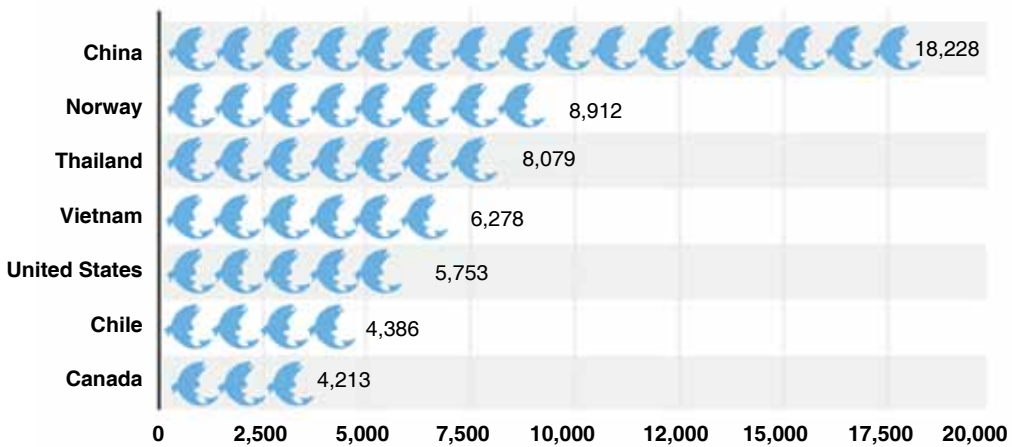 China 18,228
Norway 8,912
Thailand 8,079
Vietnam 6,278
United States 5,753
Chile 4,386
Canada 4,213
0 2,500 5,000 7,500 10,000 12,000 15,000 17,500 20,000